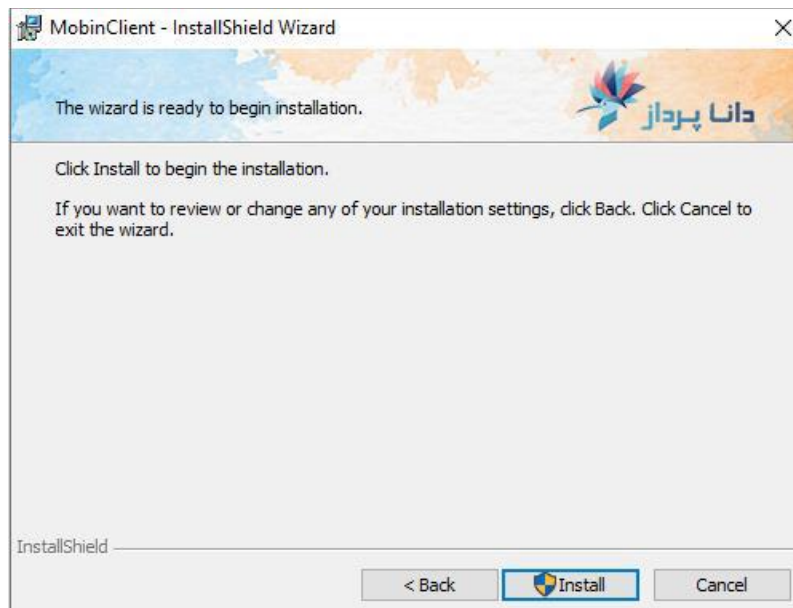 MobinClient - InstallShield Wizard
The wizard is ready to begin installation.
دانا پرداز
Click Install to begin the installation.
If you want to review or change any of your installation settings, click Back. Click Cancel to
exit the wizard.
InstallShield
< Back
Install
Cancel